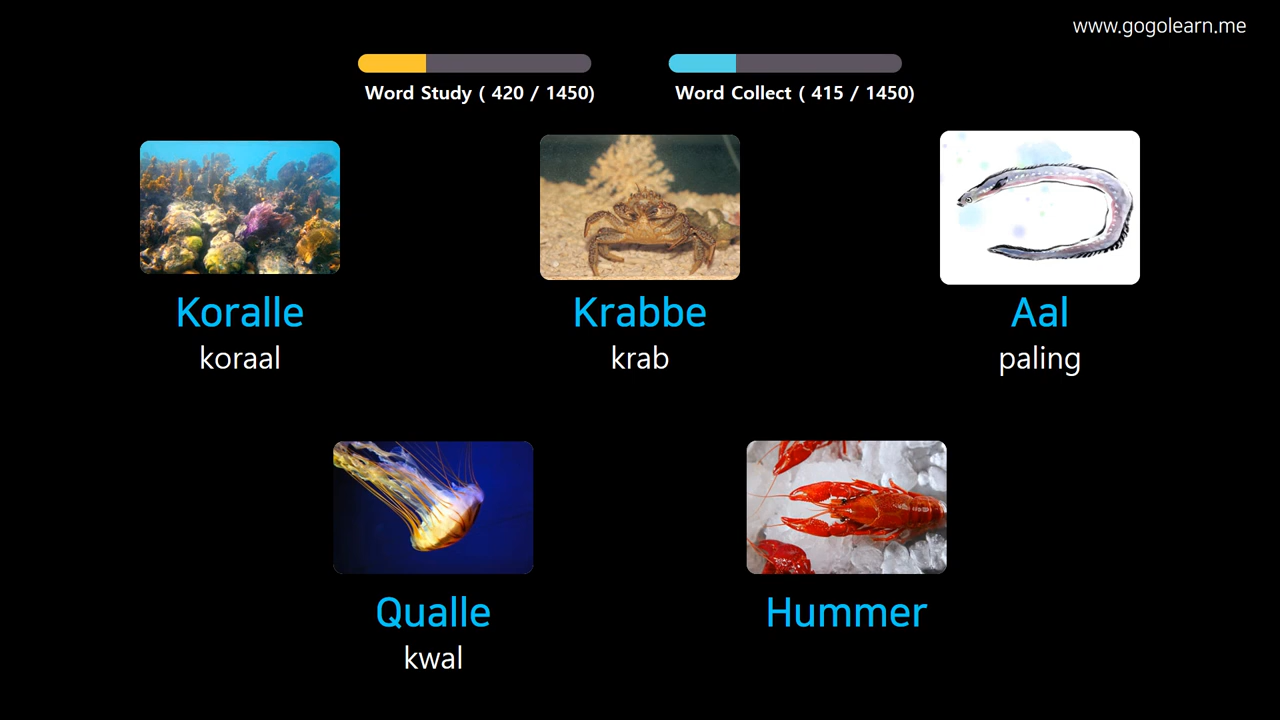 www.gogolearn.me
Word Study ( 420 / 1450)
Word Collect ( 415 / 1450)
Koralle
koraal
Krabbe
krab
Aal
paling
Qualle
kwal
Hummer